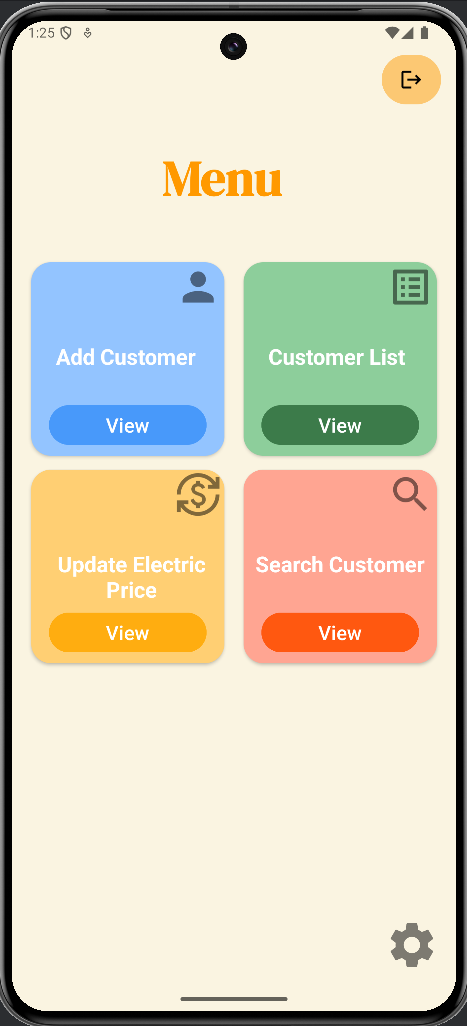 1:25
Menu
Add Customer
View
Customer List
View
Update Electric
Price
View
Search Customer
View